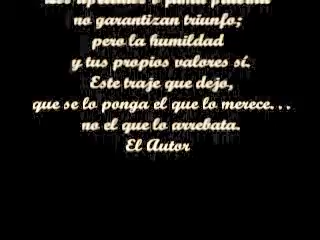 no garantizan triunfo;
pero la humildad
y tus propios valores sí.
Este traje que dejo,
que se lo ponga el que lo merece...
no el que lo arrebata.
El Autor